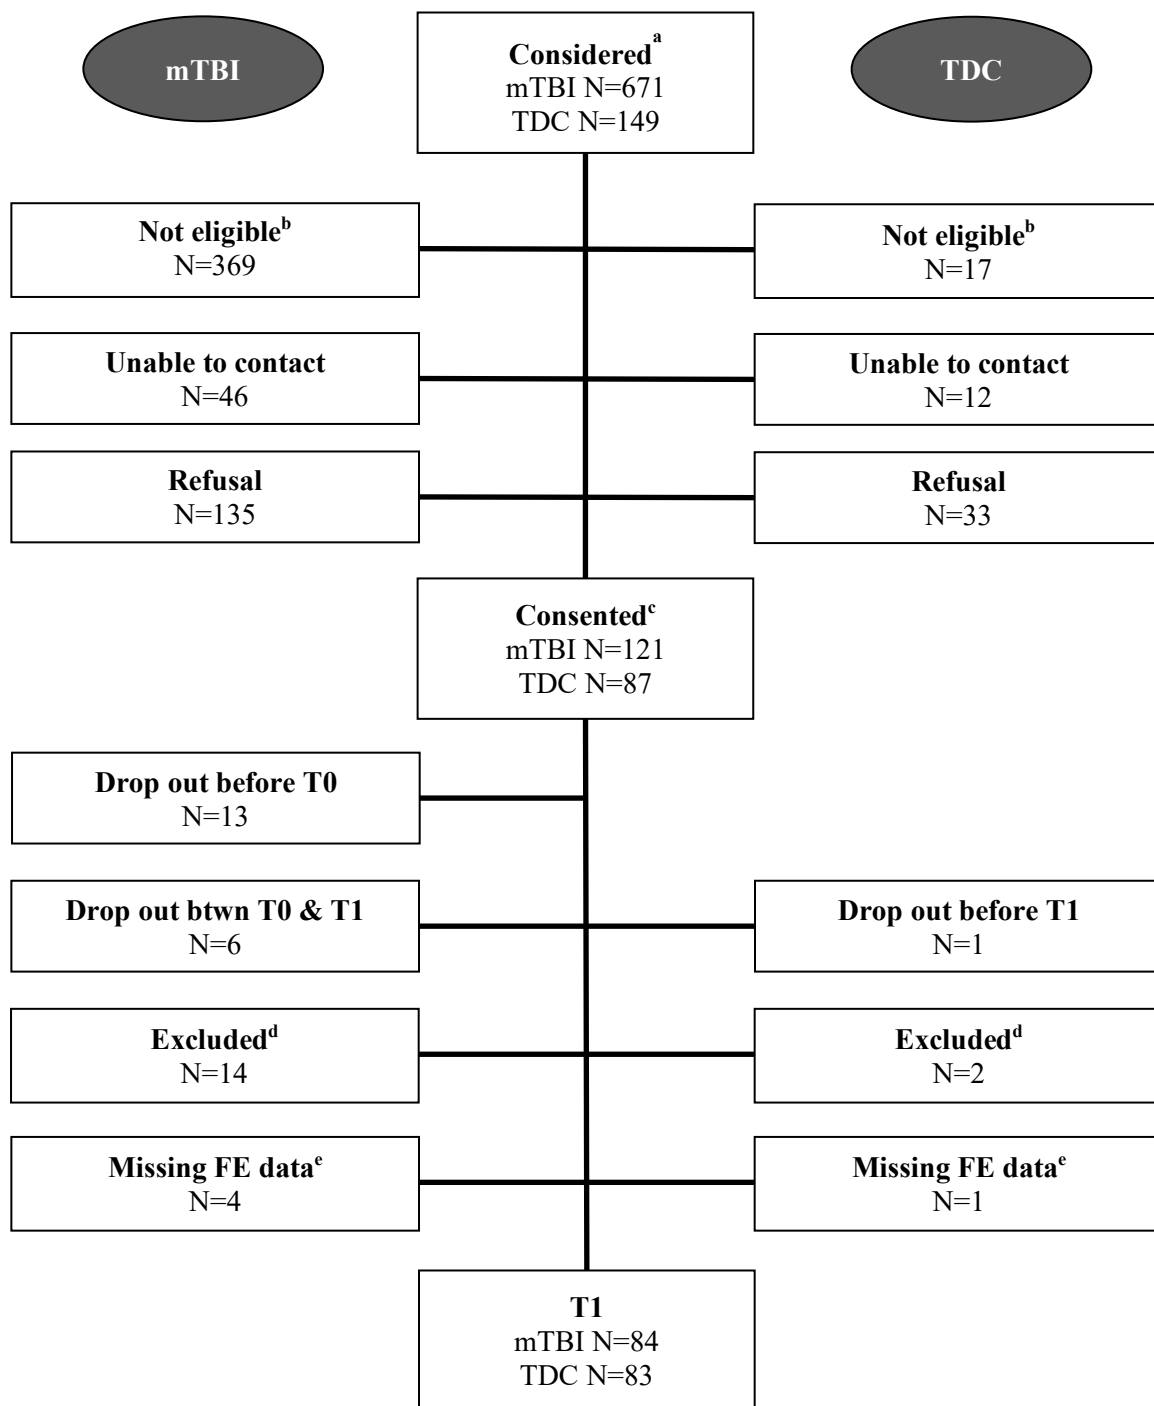 mTBI
Considered^a
mTBI N=671
TDC N=149
TDC
Not eligible^b
N=369
Not eligible^b
N=17
Unable to contact
N=46
Unable to contact
N=12
Refusal
N=135
Refusal
N=33
Consented^c
mTBI N=121
TDC N=87
Drop out before T0
N=13
Drop out btwn T0 & T1
N=6
Drop out before T1
N=1
Excluded^d
N=14
Excluded^d
N=2
Missing FE data^e
N=4
Missing FE data^e
N=1
T1
mTBI N=84
TDC N=83